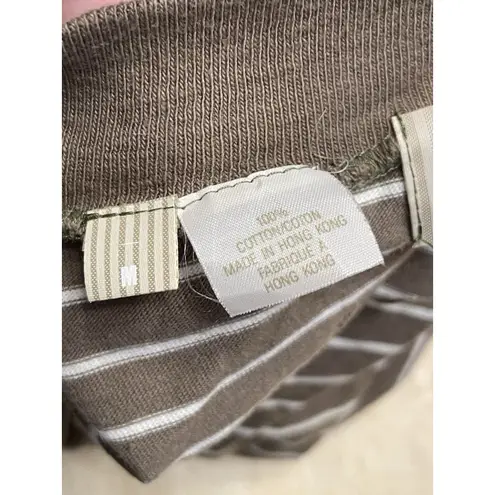 M
100%
COTTON/COTON
MADE IN HONG KONG
FABRIQUE A
HONG KONG